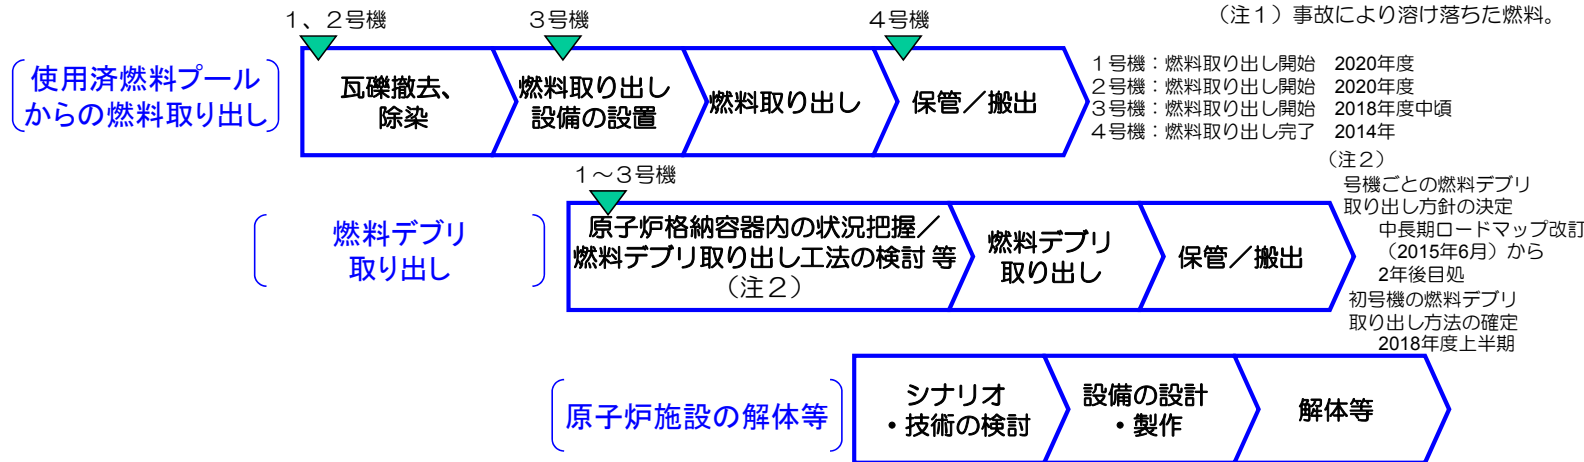 （注１）事故により溶け落ちた燃料。
１、２号機
３号機
４号機
使用済燃料プール
からの燃料取り出し
瓦礫撤去、
除染
燃料取り出し
設備の設置
燃料取り出し
保管／搬出
１号機：燃料取り出し開始　2020年度
２号機：燃料取り出し開始　2020年度
３号機：燃料取り出し開始　2018年度中頃
４号機：燃料取り出し完了　2014年
１～３号機
燃料デブリ
取り出し
原子炉格納容器内の状況把握／
燃料デブリ取り出し工法の検討 等
（注２）
燃料デブリ
取り出し
保管／搬出
（注２）
号機ごとの燃料デブリ
取り出し方針の決定
中長期ロードマップ改訂
（2015年6月）から
2年後目処
初号機の燃料デブリ
取り出し方法の確定
2018年度上半期
原子炉施設の解体等
シナリオ
・技術の検討
設備の設計
・製作
解体等